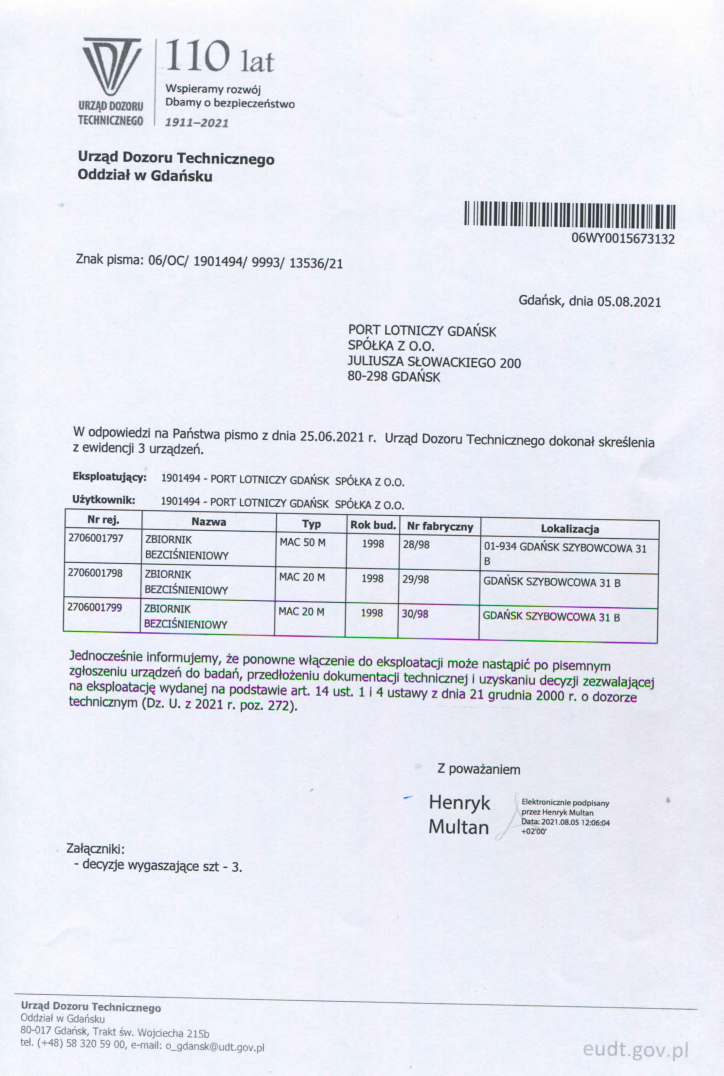 110 lat
Wspieramy rozwój
Dbamy o bezpieczeństwo
1911–2021
URZĄD DOZORU
TECHNICZNEGO
Urząd Dozoru Technicznego
Oddział w Gdańsku
06WY0015673132
Znak pisma: 06/OC/ 1901494/ 9993/ 13536/21
Gdańsk, dnia 05.08.2021
PORT LOTNICZY GDAŃSK
SPÓŁKA Z O.O.
JULIUSZA SŁOWACKIEGO 200
80-298 GDAŃSK
W odpowiedzi na Państwa pismo z dnia 25.06.2021 r. Urząd Dozoru Technicznego dokonał skreślenia
z ewidencji 3 urządzeń.
Eksploatujący: 1901494 - PORT LOTNICZY GDAŃSK SPÓŁKA Z O.O.
Użytkownik: 1901494 - PORT LOTNICZY GDAŃSK SPÓŁKA Z O.O.
Nr rej. Nazwa Typ Rok bud. Nr fabryczny Lokalizacja
2706001797 ZBIORNIK MAC 50 M 1998 28/98 01-934 GDAŃSK SZYBOWCOWA 31
BEZCIŚNIENIOWY B
2706001798 ZBIORNIK MAC 20 M 1998 29/98 GDAŃSK SZYBOWCOWA 31 B
BEZCIŚNIENIOWY
2706001799 ZBIORNIK MAC 20 M 1998 30/98 GDAŃSK SZYBOWCOWA 31 B
BEZCIŚNIENIOWY
Jednocześnie informujemy, że ponowne włączenie do eksploatacji może nastąpić po pisemnym
zgłoszeniu urządzeń do badań, przedłożeniu dokumentacji technicznej i uzyskaniu decyzji zezwalającej
na eksploatację wydanej na podstawie art. 14 ust. 1 i 4 ustawy z dnia 21 grudnia 2000 r. o dozorze
technicznym (Dz. U. z 2021 r. poz. 272).
Z poważaniem
Henryk
Multan
Elektronicznie podpisany
przez Henryk Multan
Data: 2021.08.05 12:06:04
+02'00'
Załączniki:
- decyzje wygaszające szt - 3.
Urząd Dozoru Technicznego
Oddział w Gdańsku
80-017 Gdańsk, Trakt św. Wojciecha 215b
tel. (+48) 58 320 59 00, e-mail: o_gdansk@udt.gov.pl
eudt.gov.pl